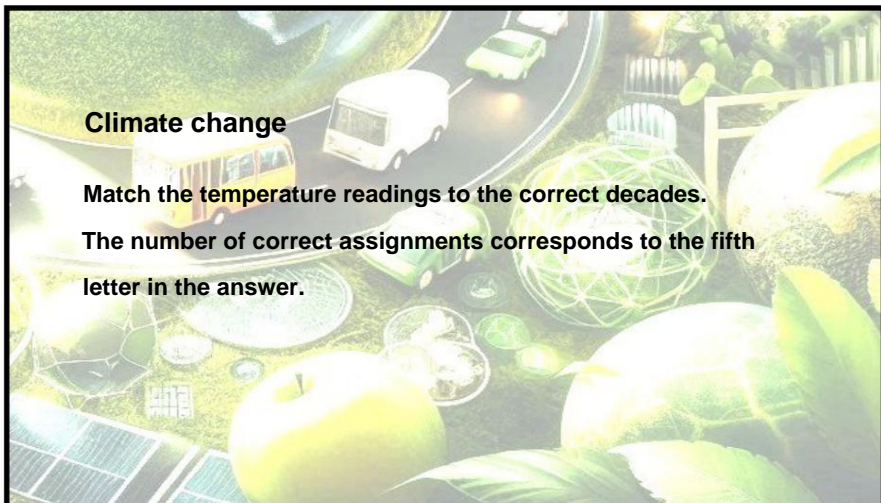 Climate change
Match the temperature readings to the correct decades.
The number of correct assignments corresponds to the fifth
letter in the answer.